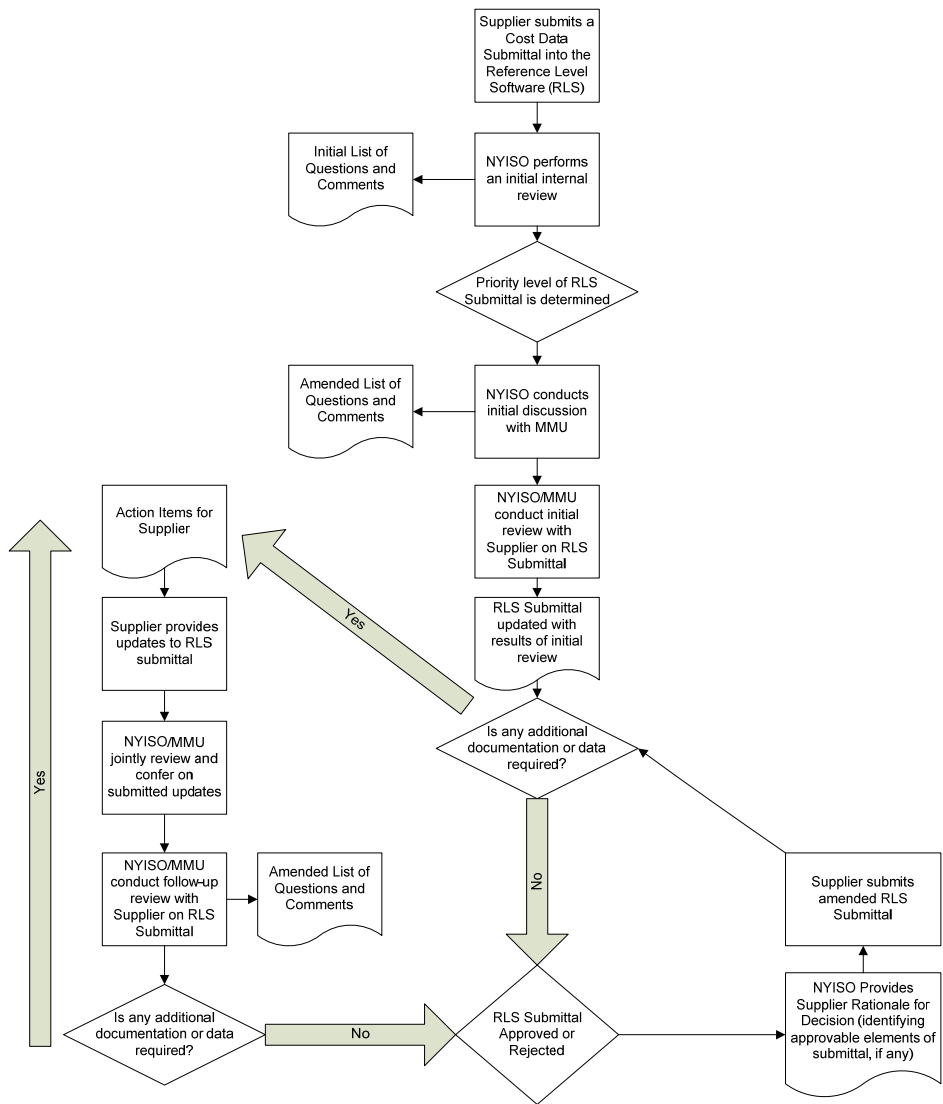 Supplier submits a
Cost Data
Submittal into the
Reference Level
Software (RLS)
Initial List of
Questions and
Comments
NYISO performs
an initial internal
review
Priority level of RLS
Submittal is determined
Amended List of
Questions and
Comments
NYISO conducts
initial discussion
with MMU
NYISO/MMU
conduct initial
review with
Supplier on RLS
Submittal
Action Items for
Supplier
Yes
RLS Submittal
updated with
results of initial
review
Supplier provides
updates to RLS
submittal
Is any additional
documentation or data
required?
Yes
NYISO/MMU
jointly review and
confer on
submitted updates
No
NYISO/MMU
conduct follow-up
review with
Supplier on RLS
Submittal
Amended List of
Questions and
Comments
Supplier submits
amended RLS
Submittal
Is any additional
documentation or data
required?
No
RLS Submittal
Approved or
Rejected
NYISO Provides
Supplier Rationale for
Decision (identifying
approvable elements of
submittal, if any)